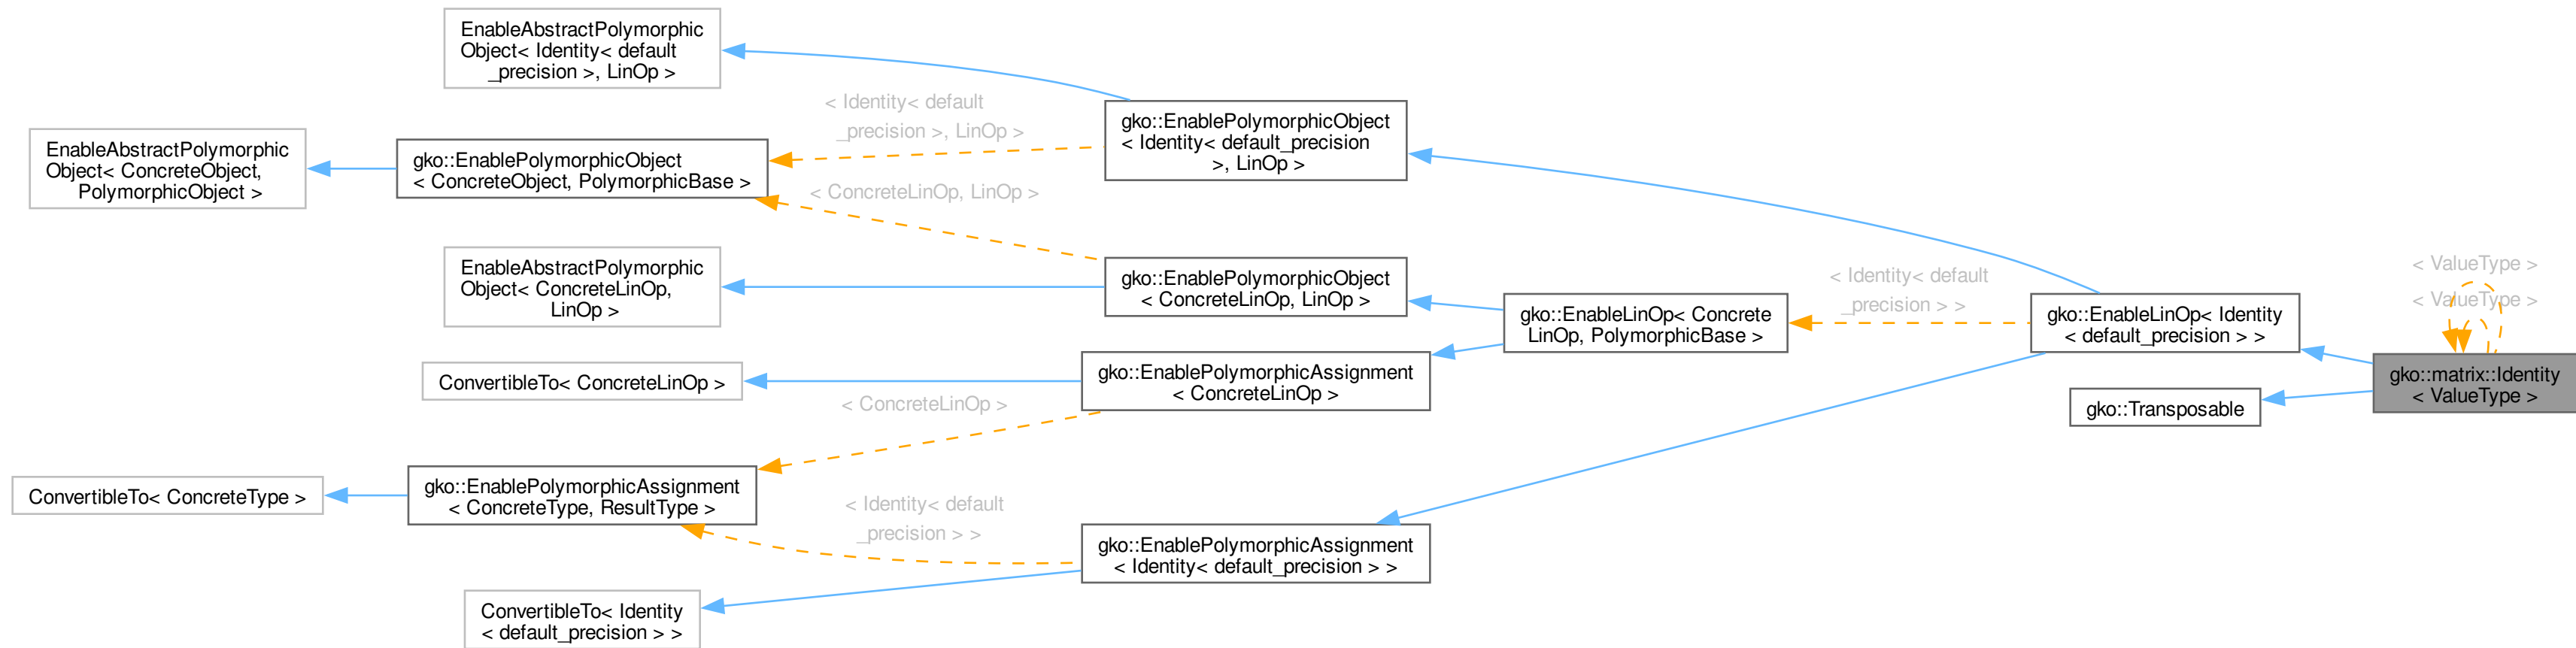 EnableAbstractPolymorphic
Object< Identity< default
_precision >, LinOp >
EnableAbstractPolymorphic
Object< ConcreteObject,
PolymorphicObject >
gko::EnablePolymorphicObject
< ConcreteObject, PolymorphicBase >
< Identity< default
_precision >, LinOp >
< ConcreteLinOp, LinOp >
gko::EnablePolymorphicObject
< Identity< default_precision
>, LinOp >
EnableAbstractPolymorphic
Object< ConcreteLinOp,
LinOp >
gko::EnablePolymorphicObject
< ConcreteLinOp, LinOp >
gko::EnableLinOp< Concrete
LinOp, PolymorphicBase >
< Identity< default
_precision > >
gko::EnableLinOp< Identity
< default_precision > >
< ValueType >
< ValueType >
gko::matrix::Identity
< ValueType >
gko::Transposable
ConvertibleTo< ConcreteLinOp >
gko::EnablePolymorphicAssignment
< ConcreteLinOp >
< ConcreteLinOp >
ConvertibleTo< ConcreteType >
gko::EnablePolymorphicAssignment
< ConcreteType, ResultType >
< Identity< default
_precision > >
gko::EnablePolymorphicAssignment
< Identity< default_precision > >
ConvertibleTo< Identity
< default_precision > >